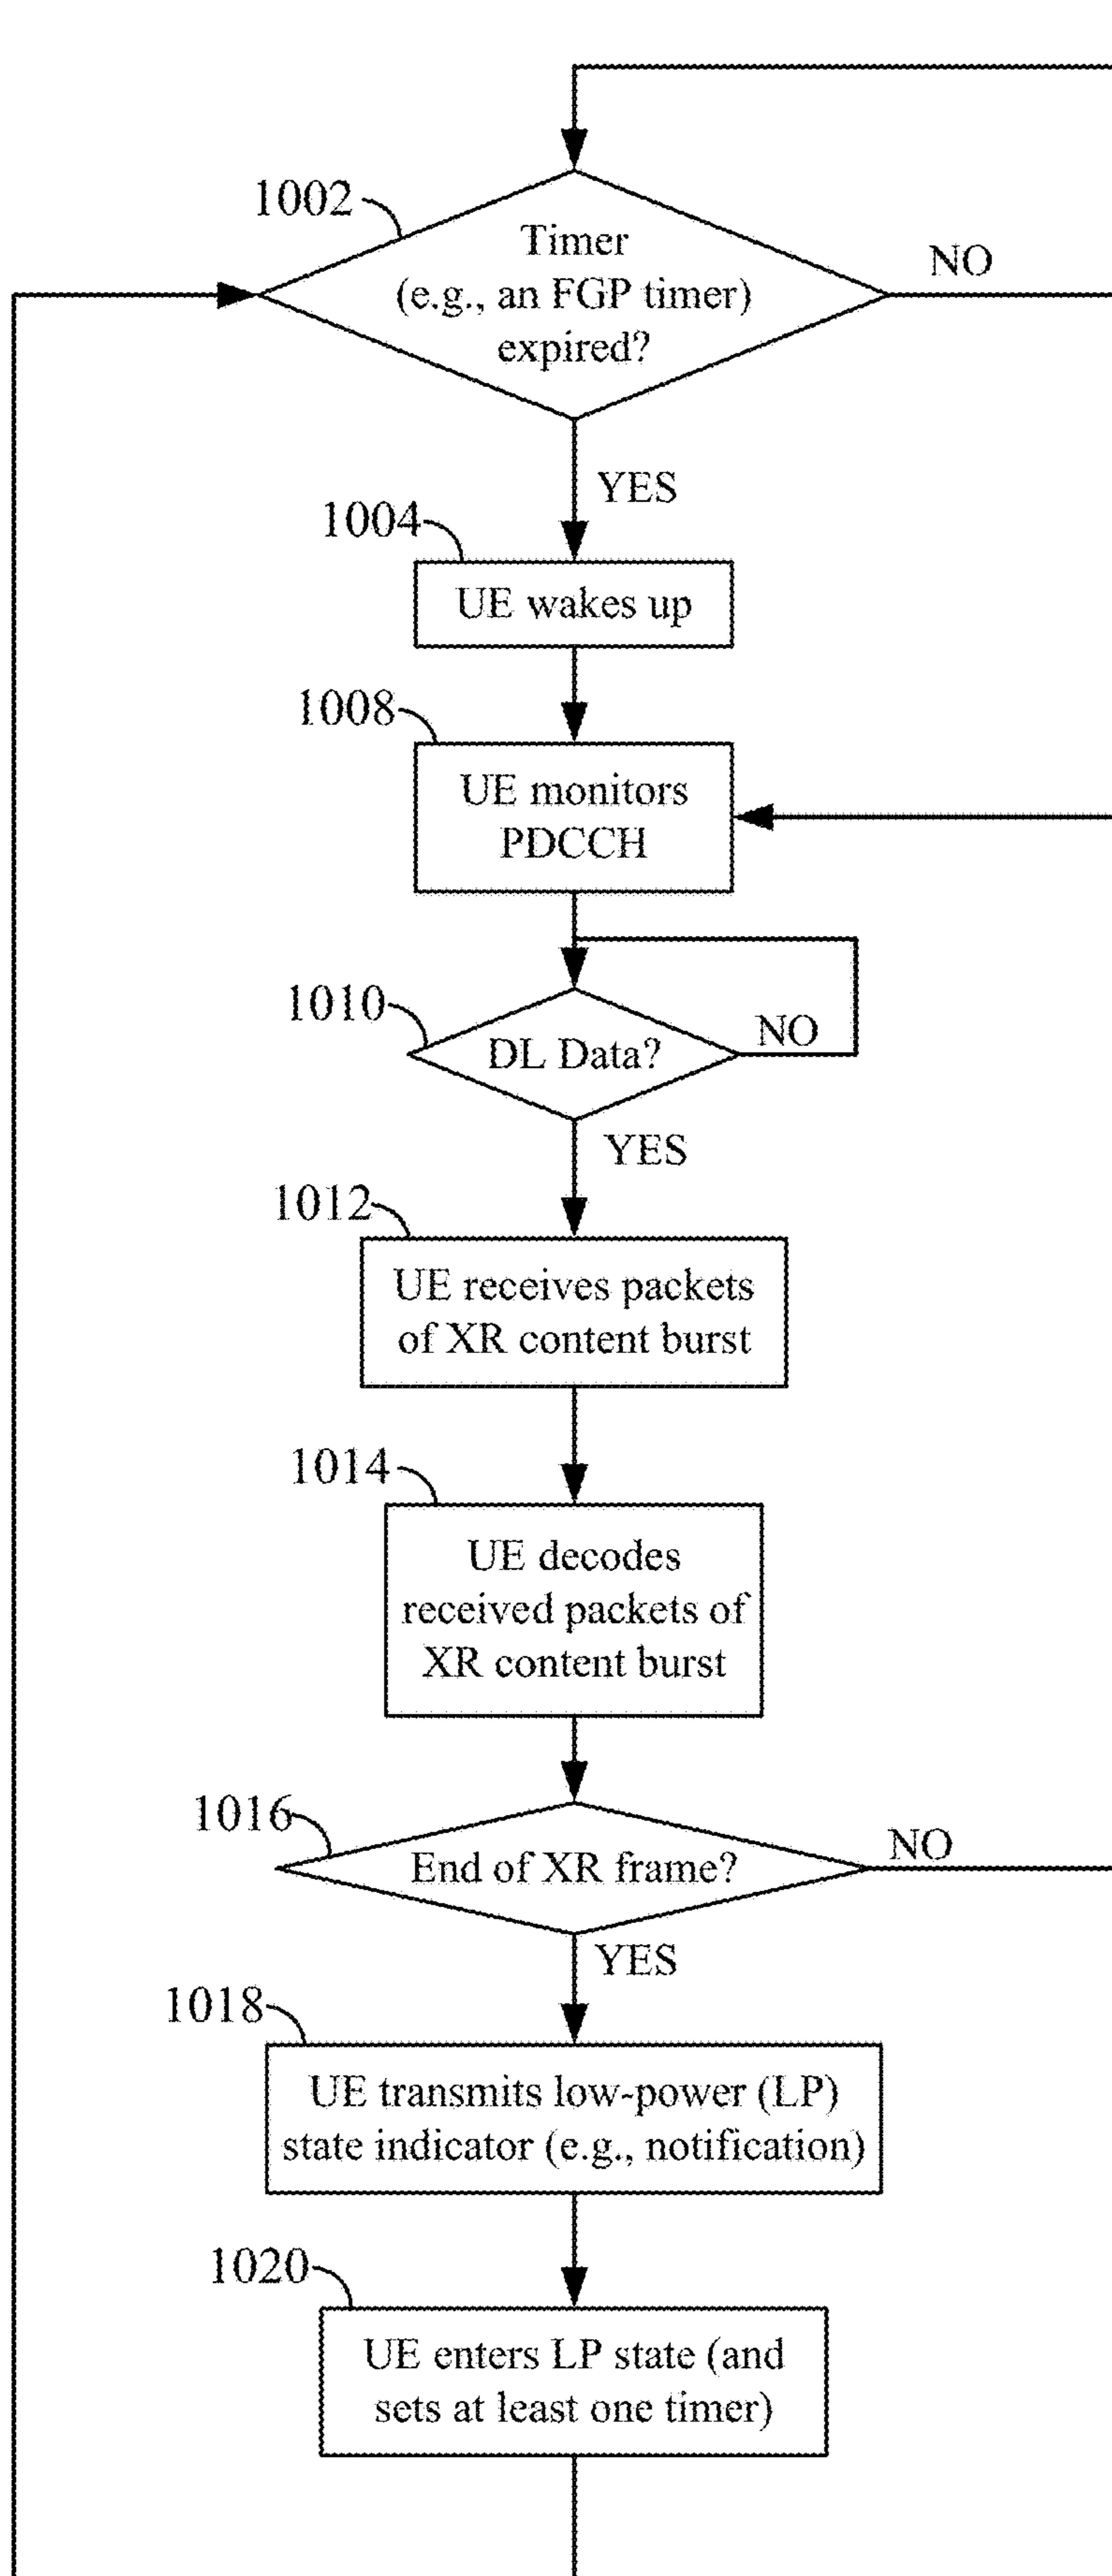 1002
Timer
(e.g., an FGP timer)
expired?
NO
YES
1004
UE wakes up
1008
UE monitors
PDCCH
1010
DL Data?
NO
YES
1012
UE receives packets
of XR content burst
1014
UE decodes
received packets of
XR content burst
1016
End of XR frame?
NO
YES
1018
UE transmits low-power (LP)
state indicator (e.g., notification)
1020
UE enters LP state (and
sets at least one timer)